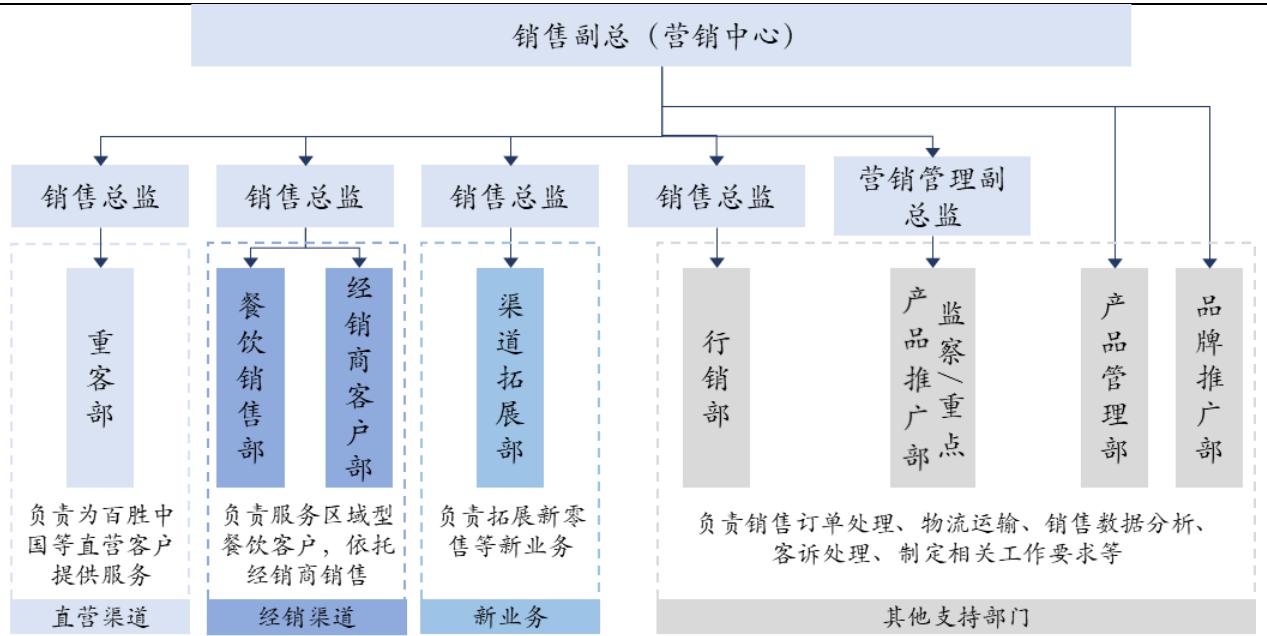 销售副总（营销中心）
销售总监
销售总监
销售总监
销售总监
营销管理副
总监
重客部
餐饮销售部
经销商客户部
渠道拓展部
行销部
监察/重点
产品推广部
产品管理部
品牌推广部
负责为百胜中
国等直营客户
提供服务
负责服务区域型
餐饮客户，依托
经销商销售
负责拓展新零
售等新业务
负责销售订单处理、物流运输、销售数据分析、
客诉处理、制定相关工作要求等
直营渠道
经销渠道
新业务
其他支持部门